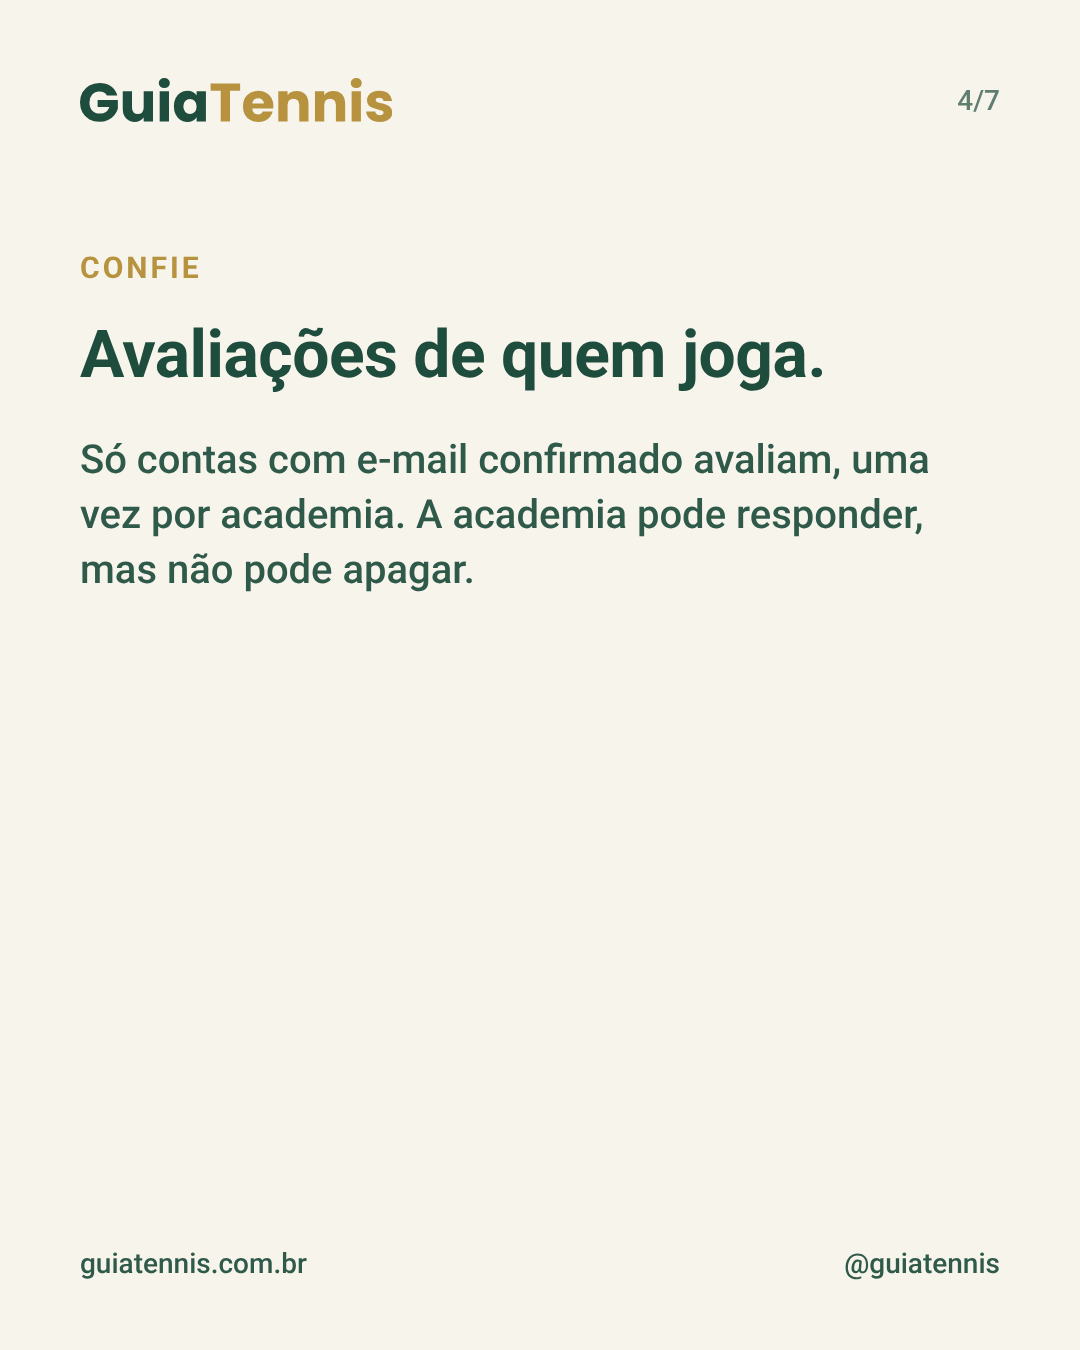 GuiaTennis
4/7
CONFIE
Avaliações de quem joga.
Só contas com e-mail confirmado avaliam, uma
vez por academia. A academia pode responder,
mas não pode apagar.
guiatennis.com.br
@guiatennis